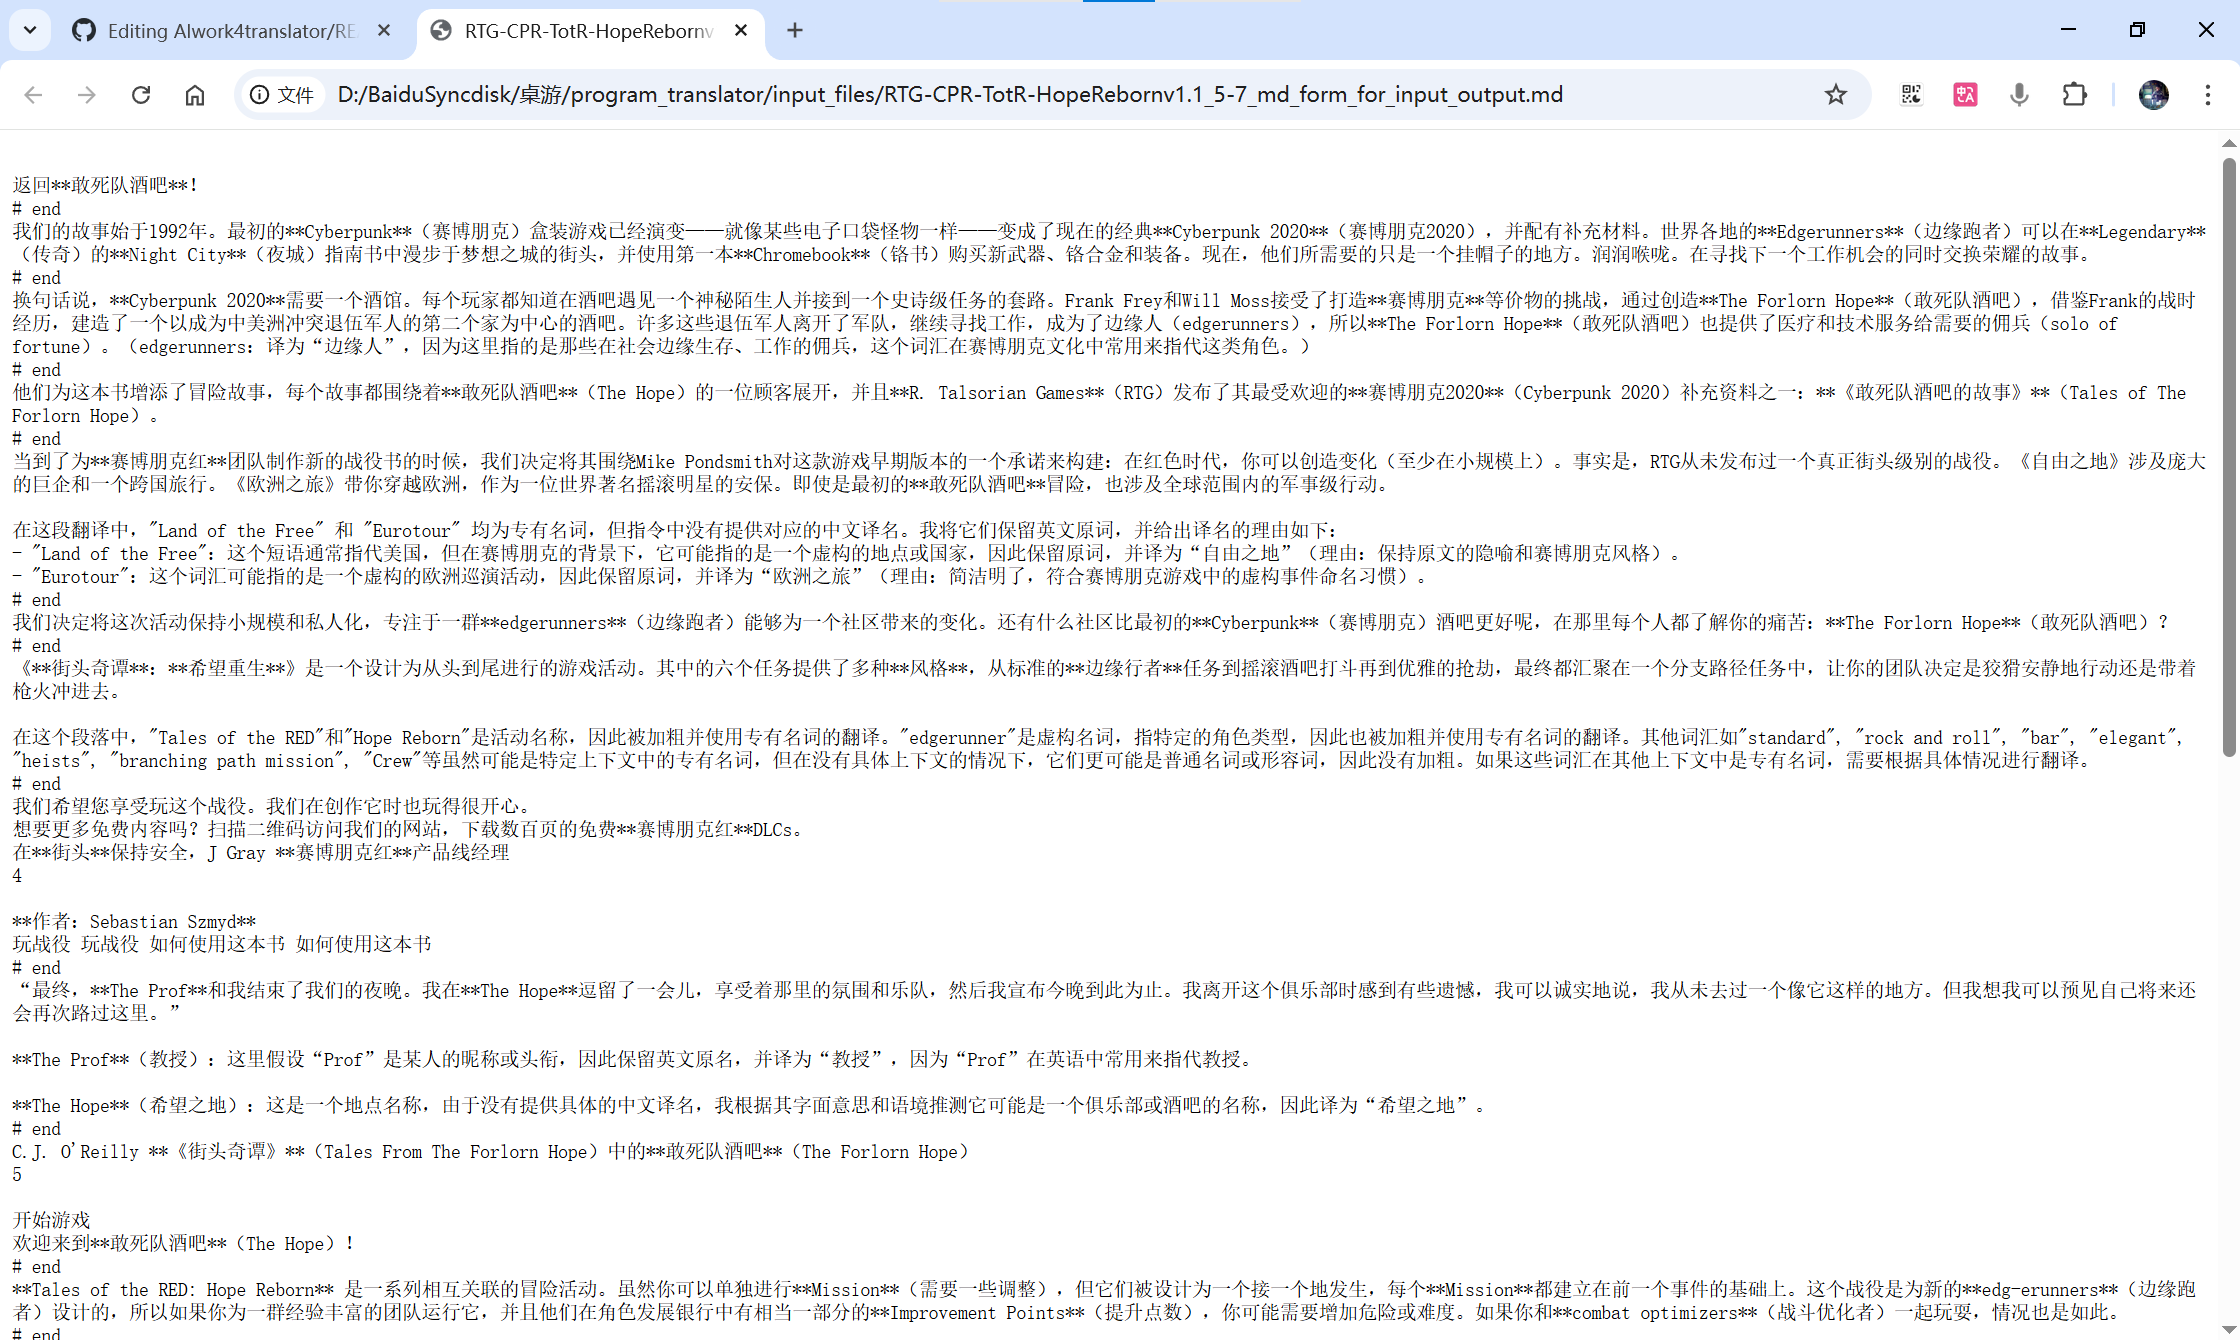 Editing AIwork4translator/RE
RTG-CPR-TotR-HopeRebornv
文件
D:/BaiduSyncdisk/桌游/program_translator/input_files/RTG-CPR-TotR-HopeRebornv1.1_5-7_md_form_for_input_output.md
返回**敢死队酒吧**！
# end
我们的故事始于1992年。最初的**Cyberpunk**（赛博朋克）盒装游戏已经演变——就像某些电子口袋怪物一样——变成了现在的经典**Cyberpunk 2020**（赛博朋克2020），并配有补充材料。世界各地的**Edgerunners**（边缘跑者）可以在**Legendary**
（传奇）的**Night City**（夜城）指南书中漫步于梦想之城的街头，并使用第一本**Chromebook**（铬书）购买新武器、铬合金和装备。现在，他们所需要的只是一个挂帽子的地方。润润喉咙。在寻找下一个工作机会的同时交换荣耀的故事。
# end
换句话说，**Cyberpunk 2020**需要一个酒馆。每个玩家都知道在酒吧遇见一个神秘陌生人并接到一个史诗级任务的套路。Frank Frey和Will Moss接受了打造**赛博朋克**等价物的挑战，通过创造**The Forlorn Hope**（敢死队酒吧），借鉴Frank的战时
经历，建造了一个以成为中美洲冲突退伍军人的第二个家为中心的酒吧。许多这些退伍军人离开了军队，继续寻找工作，成为了边缘人（edgerunners），所以**The Forlorn Hope**（敢死队酒吧）也提供了医疗和技术服务给需要的佣兵（solo of
fortune）。（edgerunners：译为“边缘人”，因为这里指的是那些在社会边缘生存、工作的佣兵，这个词汇在赛博朋克文化中常用来指代这类角色。）
# end
他们为这本书增添了冒险故事，每个故事都围绕着**敢死队酒吧**（The Hope）的一位顾客展开，并且**R. Talsorian Games**（RTG）发布了其最受欢迎的**赛博朋克2020**（Cyberpunk 2020）补充资料之一：**《敢死队酒吧的故事》**（Tales of The
Forlorn Hope）。
# end
当到了为**赛博朋克红**团队制作新的战役书的时候，我们决定将其围绕Mike Pondsmith对这款游戏早期版本的一个承诺来构建：在红色时代，你可以创造变化（至少在小规模上）。事实是，RTG从未发布过一个真正街头级别的战役。《自由之地》涉及庞大
的巨企和一个跨国旅行。《欧洲之旅》带你穿越欧洲，作为一位世界著名摇滚明星的安保。即使是最初的**敢死队酒吧**冒险，也涉及全球范围内的军事级行动。
在这段翻译中，"Land of the Free" 和 "Eurotour" 均为专有名词，但指令中没有提供对应的中文译名。我将它们保留英文原词，并给出译名的理由如下：
- "Land of the Free"：这个短语通常指代美国，但在赛博朋克的背景下，它可能指的是一个虚构的地点或国家，因此保留原词，并译为“自由之地”（理由：保持原文的隐喻和赛博朋克风格）。
- "Eurotour"：这个词汇可能指的是一个虚构的欧洲巡演活动，因此保留原词，并译为“欧洲之旅”（理由：简洁明了，符合赛博朋克游戏中的虚构事件命名习惯）。
# end
我们决定将这次活动保持小规模和私人化，专注于一群**edgerunners**（边缘跑者）能够为一个社区带来的变化。还有什么社区比最初的**Cyberpunk**（赛博朋克）酒吧更好呢，在那里每个人都了解你的痛苦：**The Forlorn Hope**（敢死队酒吧）？
# end
《**街头奇谭**：**希望重生**》是一个设计为从头到尾进行的游戏活动。其中的六个任务提供了多种**风格**，从标准的**边缘行者**任务到摇滚酒吧打斗再到优雅的抢劫，最终都汇聚在一个分支路径任务中，让你的团队决定是狡猾安静地行动还是带着
枪火冲进去。
在这个段落中，"Tales of the RED"和"Hope Reborn"是活动名称，因此被加粗并使用专有名词的翻译。"edgerunner"是虚构名词，指特定的角色类型，因此也被加粗并使用专有名词的翻译。其他词汇如"standard", "rock and roll", "bar", "elegant",
"heists", "branching path mission", "Crew"等虽然可能是特定上下文中的专有名词，但在没有具体上下文的情况下，它们更可能是普通名词或形容词，因此没有加粗。如果这些词汇在其他上下文中是专有名词，需要根据具体情况进行翻译。
# end
我们希望您享受玩这个战役。我们在创作它时也玩得很开心。
想要更多免费内容吗？扫描二维码访问我们的网站，下载数百页的免费**赛博朋克红**DLCs。
在**街头**保持安全，J Gray **赛博朋克红**产品线经理
4
**作者：Sebastian Szmyd**
玩战役 玩战役 如何使用这本书 如何使用这本书
# end
“最终，**The Prof**和我结束了我们的夜晚。我在**The Hope**逗留了一会儿，享受着那里的氛围和乐队，然后我宣布今晚到此为止。我离开这个俱乐部时感到有些遗憾，我可以诚实地说，我从未去过一个像它这样的地方。但我想我可以预见自己将来还
会再次路过这里。”
**The Prof**（教授）：这里假设“Prof”是某人的昵称或头衔，因此保留英文原名，并译为“教授”，因为“Prof”在英语中常用来指代教授。
**The Hope**（希望之地）：这是一个地点名称，由于没有提供具体的中文译名，我根据其字面意思和语境推测它可能是一个俱乐部或酒吧的名称，因此译为“希望之地”。
# end
C.J. O'Reilly **《街头奇谭》**（Tales From The Forlorn Hope）中的**敢死队酒吧**（The Forlorn Hope）
5
开始游戏
欢迎来到**敢死队酒吧**（The Hope）！
# end
**Tales of the RED: Hope Reborn** 是一系列相互关联的冒险活动。虽然你可以单独进行**Mission**（需要一些调整），但它们被设计为一个接一个地发生，每个**Mission**都建立在前一个事件的基础上。这个战役是为新的**edg-erunners**（边缘跑
者）设计的，所以如果你为一群经验丰富的团队运行它，并且他们在角色发展银行中有相当一部分的**Improvement Points**（提升点数），你可能需要增加危险或难度。如果你和**combat optimizers**（战斗优化者）一起玩耍，情况也是如此。
# end